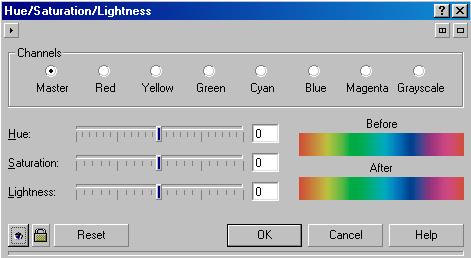 Hue/Saturation/Lightness
Channels
Master Red Yellow Green Cyan Blue Magenta Grayscale
Before
Hue: 0
Saturation: 0
After
Lightness: 0
Reset OK Cancel Help